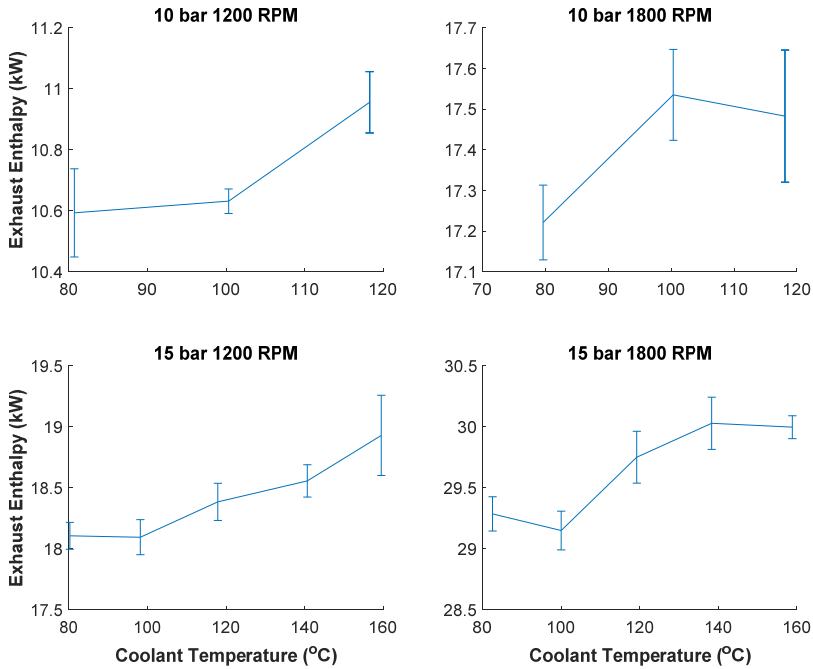 10 bar 1200 RPM
Exhaust Enthalpy (kW)
11.2
11
10.8
10.6
10.4
80 90 100 110 120
10 bar 1800 RPM
17.7
17.6
17.5
17.4
17.3
17.2
17.1
70 80 90 100 110 120
15 bar 1200 RPM
Exhaust Enthalpy (kW)
19.5
19
18.5
18
17.5
80 100 120 140 160
Coolant Temperature (°C)
15 bar 1800 RPM
30.5
30
29.5
29
28.5
80 100 120 140 160
Coolant Temperature (°C)